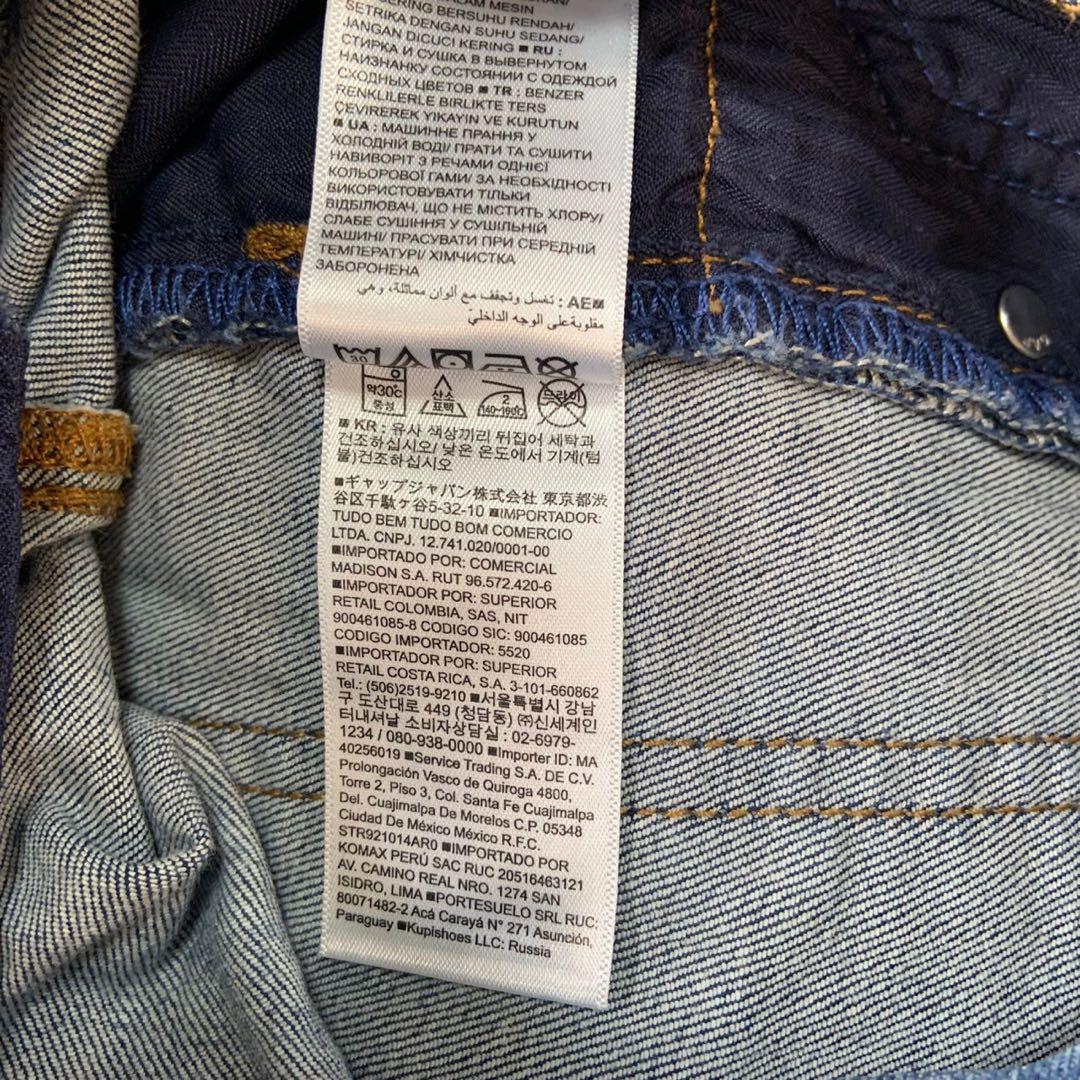 MESIN
KERING BERSUHU RENDAH/
SETRIKA DENGAN SUHU SEDANG/
JANGAN DICUCI KERING ■ RU :
СТИРКА И СУШКА В ВЫВЕРНУТОМ
НАИЗНАНКУ СОСТОЯНИИ С ОДЕЖДОЙ
СХОДНЫХ ЦВЕТОВ ■ TR : BENZER
RENKLILERLE BIRLIKTE TERS
ÇEVIREREK YIKAYIN VE KURUTUN
■ UA : МАШИННЕ ПРАННЯ У
ХОЛОДНІЙ ВОДІ/ ПРАТИ ТА СУШИТИ
НАВИВОРІТ З РЕЧАМИ ОДНІЄЇ
КОЛЬОРОВОЇ ГАМИ/ ЗА НЕОБХІДНОСТІ
ВИКОРИСТОВУВАТИ ТІЛЬКИ
ВІДБІЛЮВАЧ, ЩО НЕ МІСТИТЬ ХЛОРУ/
СЛАБЕ СУШІННЯ У СУШИЛЬНІЙ
МАШИНІ/ ПРАСУВАТИ ПРИ СЕРЕДНІЙ
ТЕМПЕРАТУРІ/ ХІМЧИСТКА
ЗАБОРОНЕНА
■AE : تغسل وتجفف مع ألوان مماثلة، وهي
مقلوبة على الوجه الداخليّ
30
약30℃ 중성 산소 표백 2 140~160℃ 드라이
■ KR : 유사 색상끼리 뒤집어 세탁과
건조하십시오/ 낮은 온도에서 기계(텀
블)건조하십시오
■ギャップジャパン株式会社 東京都渋
谷区千駄ヶ谷5-32-10 ■IMPORTADOR:
TUDO BEM TUDO BOM COMERCIO
LTDA. CNPJ. 12.741.020/0001-00
■IMPORTADO POR: COMERCIAL
MADISON S.A. RUT 96.572.420-6
■IMPORTADO POR: SUPERIOR
RETAIL COLOMBIA, SAS, NIT
900461085-8 CODIGO SIC: 900461085
CODIGO IMPORTADOR: 5520
■IMPORTADO POR: SUPERIOR
RETAIL COSTA RICA, S.A. 3-101-660862
Tel.: (506)2519-9210 ■서울특별시 강남
구 도산대로 449 (청담동) ㈜신세계인
터내셔날 소비자상담실 : 02-6979-
1234 / 080-938-0000 ■Importer ID: MA
40256019 ■Service Trading S.A. DE C.V.
Prolongación Vasco de Quiroga 4800,
Torre 2, Piso 3, Col. Santa Fe Cuajimalpa
Del. Cuajimalpa De Morelos C.P. 05348
Ciudad De México México R.F.C.
STR921014AR0 ■IMPORTADO POR
KOMAX PERÚ SAC RUC 20516463121
AV. CAMINO REAL NRO. 1274 SAN
ISIDRO, LIMA ■PORTESUELO SRL RUC:
80071482-2 Acá Carayá N° 271 Asunción,
Paraguay ■Kupishoes LLC: Russia